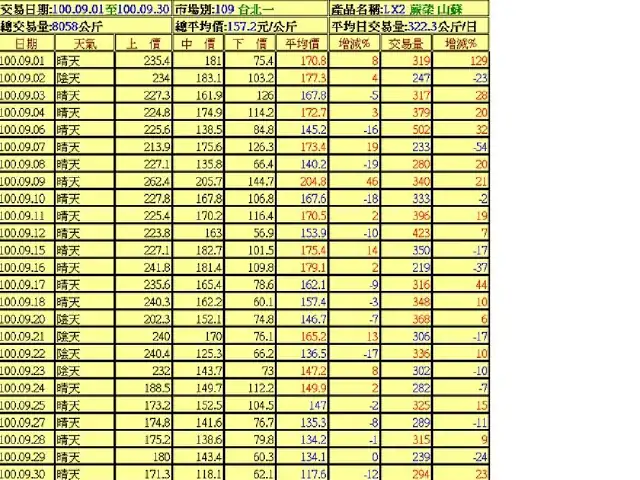 交易日期:100.09.01至100.09.30 市場別:109 台北一 產品名稱:LX2 蕨榮 山蘇
總交易量:8058公斤 總平均價:157.2元/公斤 平均日交易量:322.3公斤/日
日期 天氣 上 價 中 價 下 價 平均價 增減% 交易量 增減%
100.09.01 晴天 235.4 181 75.4 170.8 8 319 129
100.09.02 陰天 234 183.1 103.2 177.3 4 247 -23
100.09.03 晴天 227.3 161.9 126 167.8 -5 317 28
100.09.04 晴天 224.8 174.9 114.2 172.7 3 379 20
100.09.06 晴天 225.6 138.5 84.8 145.2 -16 502 32
100.09.07 晴天 213.9 175.6 126.3 173.4 19 233 -54
100.09.08 晴天 227.1 135.8 66.4 140.2 -19 280 20
100.09.09 晴天 262.4 205.7 144.7 204.8 46 340 21
100.09.10 晴天 227.8 167.8 106.8 167.6 -18 333 -2
100.09.11 晴天 225.4 170.2 116.4 170.5 2 396 19
100.09.12 晴天 223.8 163 56.9 153.9 -10 423 7
100.09.15 晴天 227.1 182.7 101.5 175.4 14 350 -17
100.09.16 晴天 241.8 181.4 109.8 179.1 2 219 -37
100.09.17 晴天 235.6 165.4 78.6 162.1 -9 316 44
100.09.18 晴天 240.3 162.2 60.1 157.4 -3 348 10
100.09.20 陰天 202.3 152.1 74.8 146.7 -7 368 6
100.09.21 陰天 240 170 76.1 165.2 13 306 -17
100.09.22 陰天 240.4 125.3 66.2 136.5 -17 336 10
100.09.23 陰天 232 143.7 73 147.2 8 302 -10
100.09.24 晴天 188.5 149.7 112.2 149.9 2 282 -7
100.09.25 晴天 173.2 152.5 104.5 147 -2 325 15
100.09.27 晴天 174.8 141.6 76.7 135.3 -8 289 -11
100.09.28 晴天 175.2 138.6 79.8 134.2 -1 315 9
100.09.29 晴天 180 143.4 60.3 134.1 0 239 -24
100.09.30 晴天 171.3 118.1 62.1 117.6 -12 294 23